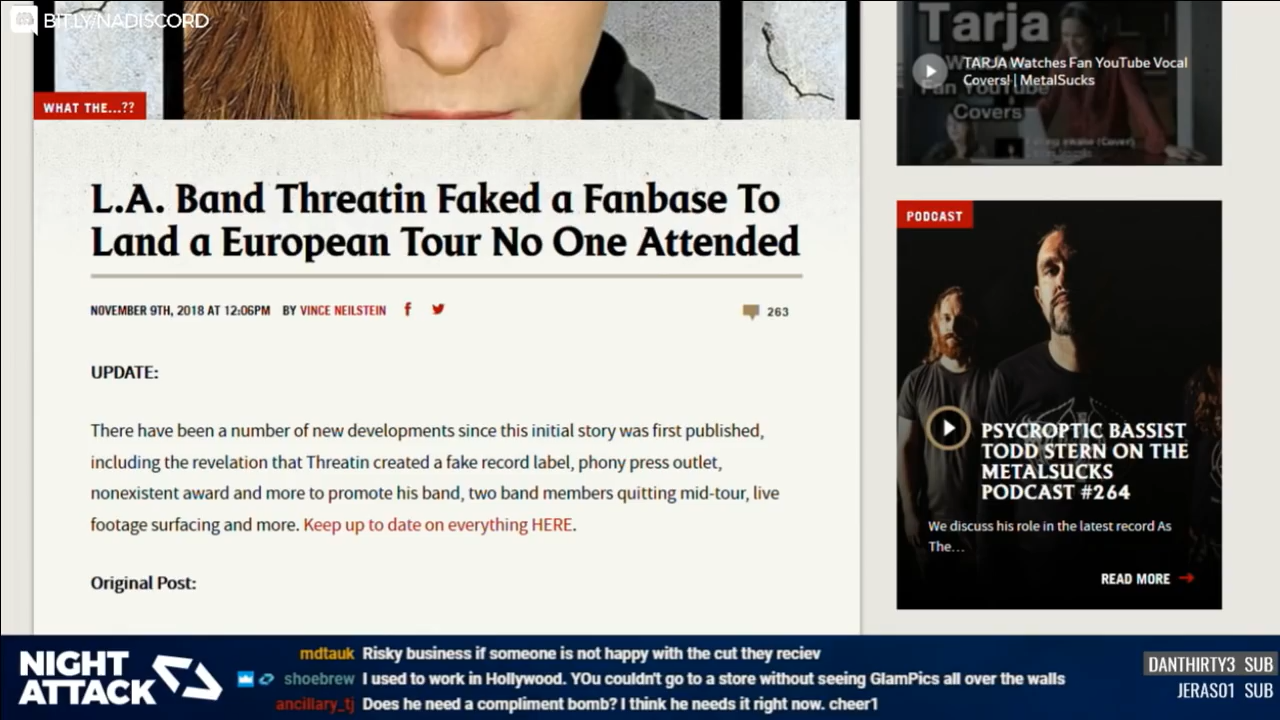 BIT.LY/NADISCORD
WHAT THE...??
L.A. Band Threatin Faked a Fanbase To
Land a European Tour No One Attended
NOVEMBER 9TH, 2018 AT 12:06PM BY VINCE NEILSTEIN
263
UPDATE:
There have been a number of new developments since this initial story was first published,
including the revelation that Threatin created a fake record label, phony press outlet,
nonexistent award and more to promote his band, two band members quitting mid-tour, live
footage surfacing and more. Keep up to date on everything HERE.
Original Post:
Tarja
TARJA Watches Fan YouTube Vocal
Covers! | MetalSucks
Fan YouTube
Covers
PODCAST
PSYCROPTIC BASSIST
TODD STERN ON THE
METALSUCKS
PODCAST #264
We discuss his role in the latest record As
The...
READ MORE
NIGHT
ATTACK
mdtauk Risky business if someone is not happy with the cut they reciev
shoebrew I used to work in Hollywood. YOu couldn't go to a store without seeing GlamPics all over the walls
ancillary_tj Does he need a compliment bomb? I think he needs it right now. cheer1
DANTHIRTY3 SUB
JERAS01 SUB